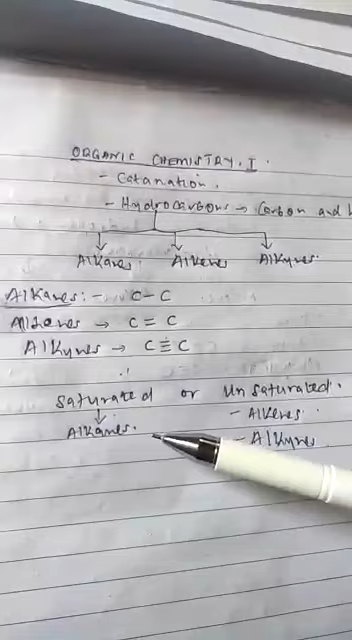 ORGANIC CHEMISTRY. I.
- Catanation.
- Hydrocarbons → Carbon and
Alkanes Alkenes Alkynes.
Alkanes:- C-C
Alkenes → C=C
Alkynes → C≡C
saturated or unsaturated.
Alkanes. - Alkenes
- Alkynes